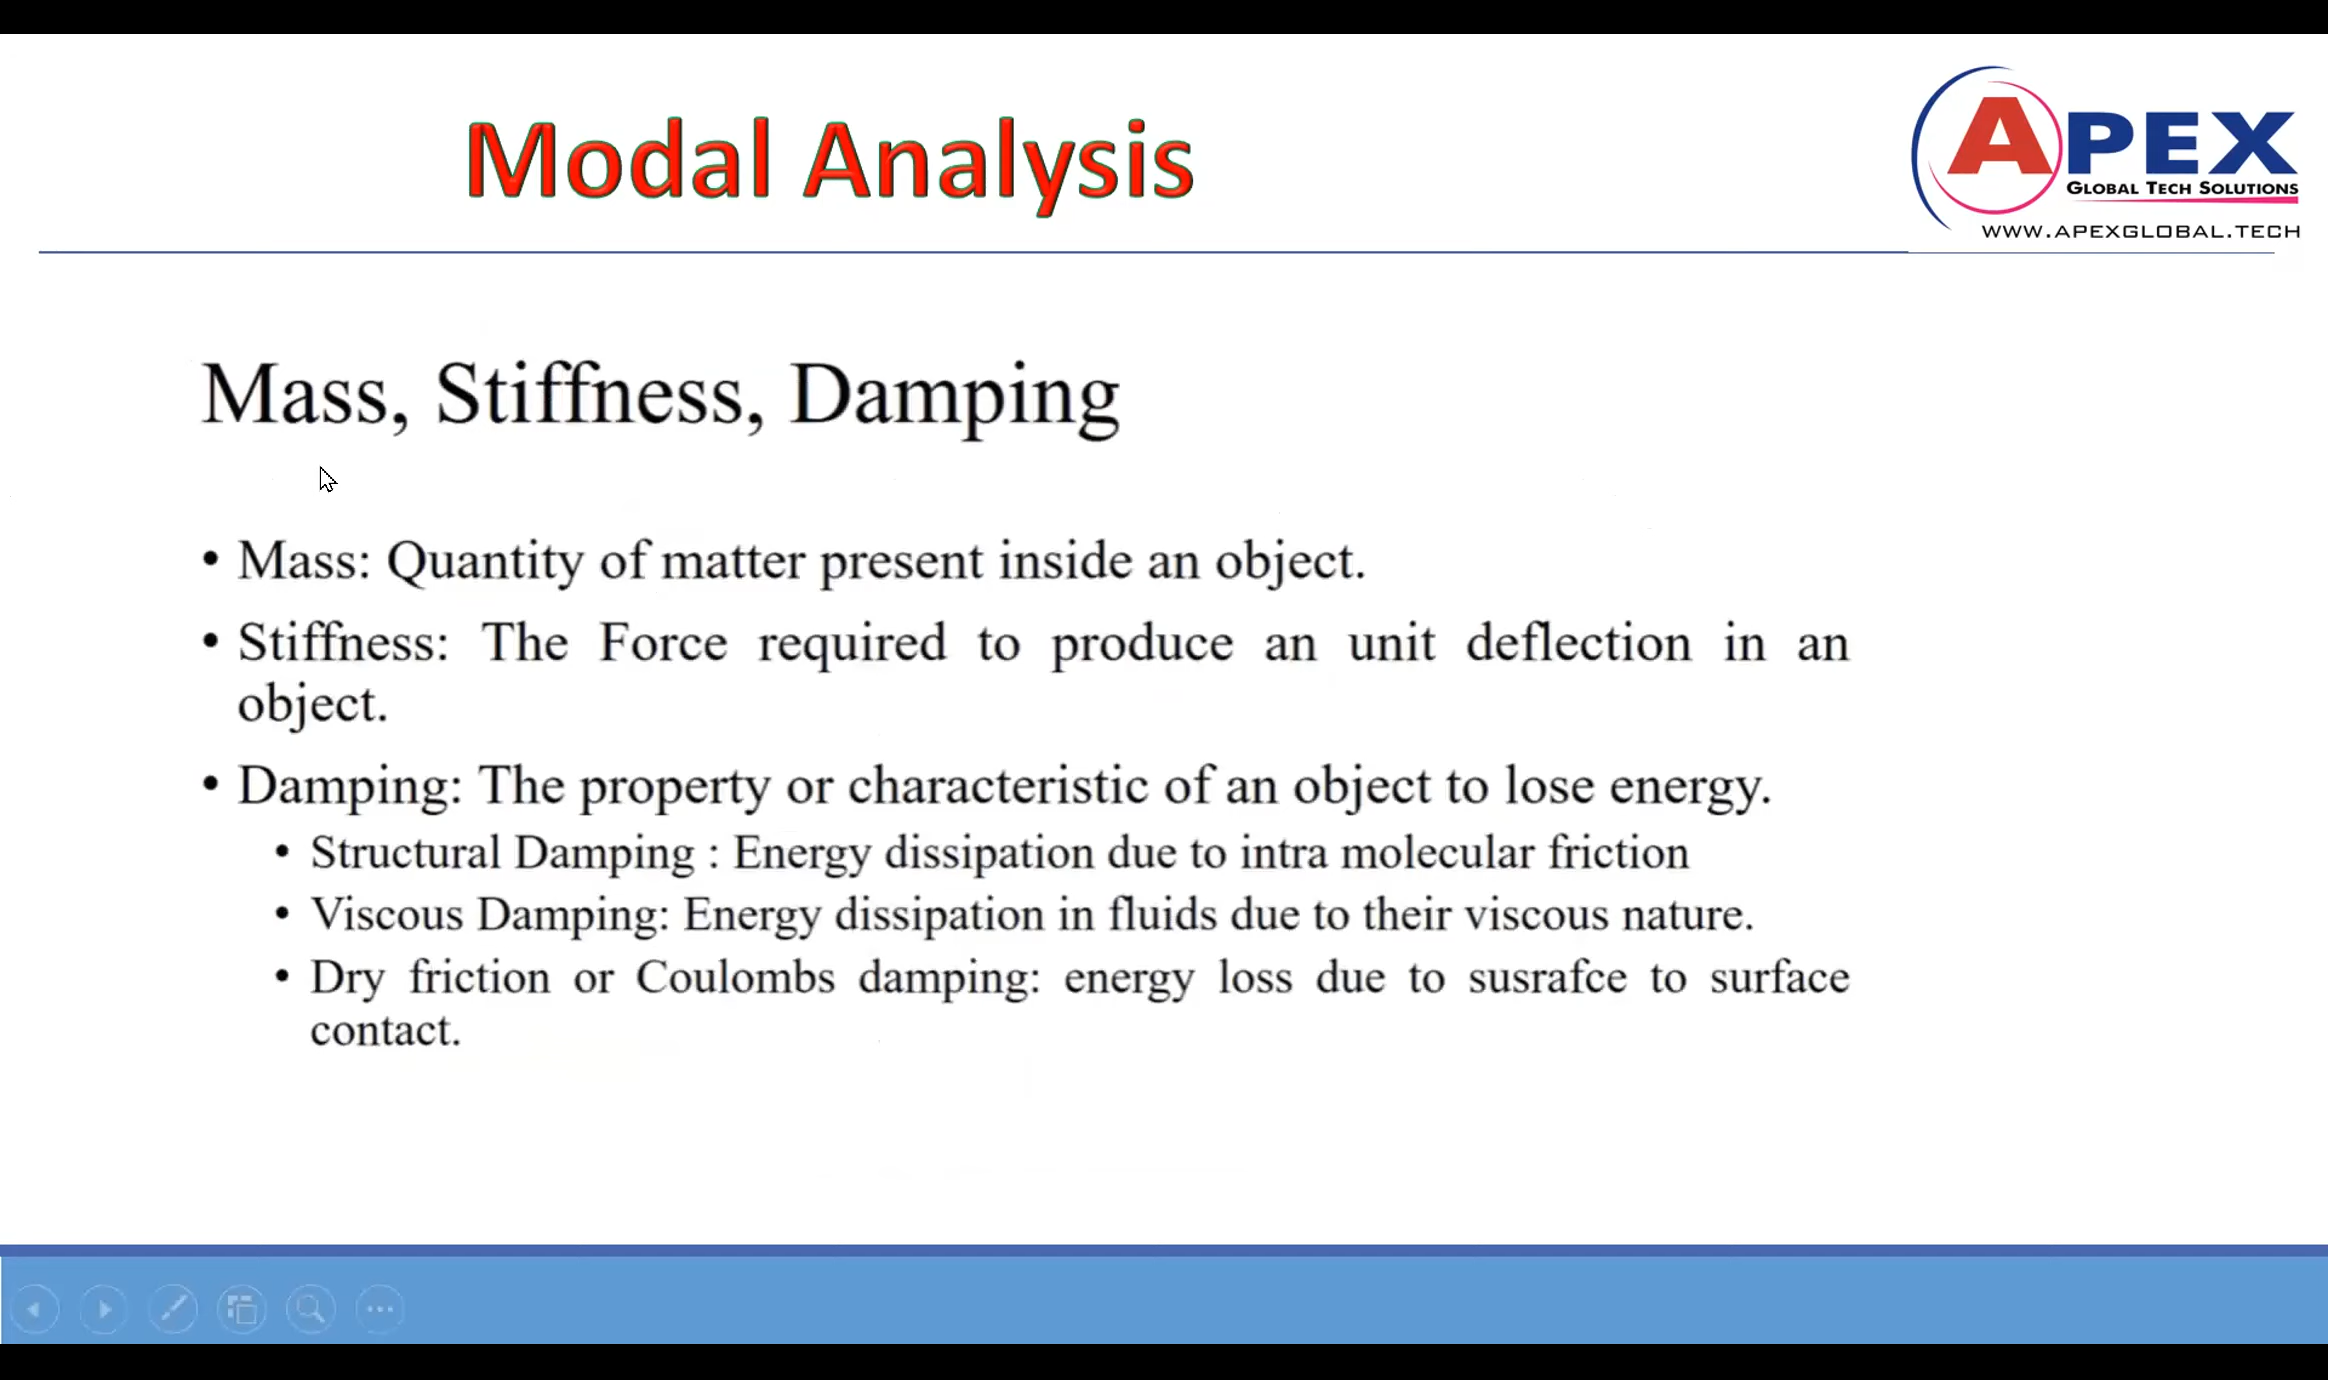 Modal Analysis
APEX
GLOBAL TECH SOLUTIONS
WWW.APEXGLOBAL.TECH
Mass, Stiffness, Damping
• Mass: Quantity of matter present inside an object.
• Stiffness: The Force required to produce an unit deflection in an
object.
• Damping: The property or characteristic of an object to lose energy.
• Structural Damping : Energy dissipation due to intra molecular friction
• Viscous Damping: Energy dissipation in fluids due to their viscous nature.
• Dry friction or Coulombs damping: energy loss due to susrafce to surface
contact.